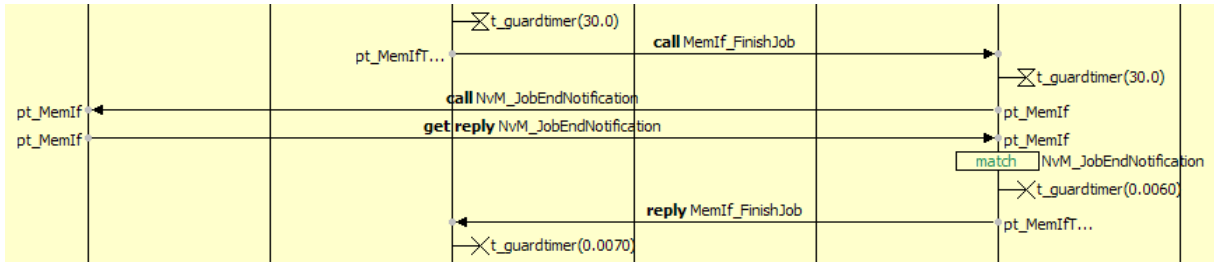 t_guardtimer(30.0)
call MemIf_FinishJob
pt_MemIfT...
t_guardtimer(30.0)
call NvM_JobEndNotification
pt_MemIf pt_MemIf
get reply NvM_JobEndNotification
pt_MemIf pt_MemIf
match NvM_JobEndNotification
t_guardtimer(0.0060)
reply MemIf_FinishJob
pt_MemIfT...
t_guardtimer(0.0070)